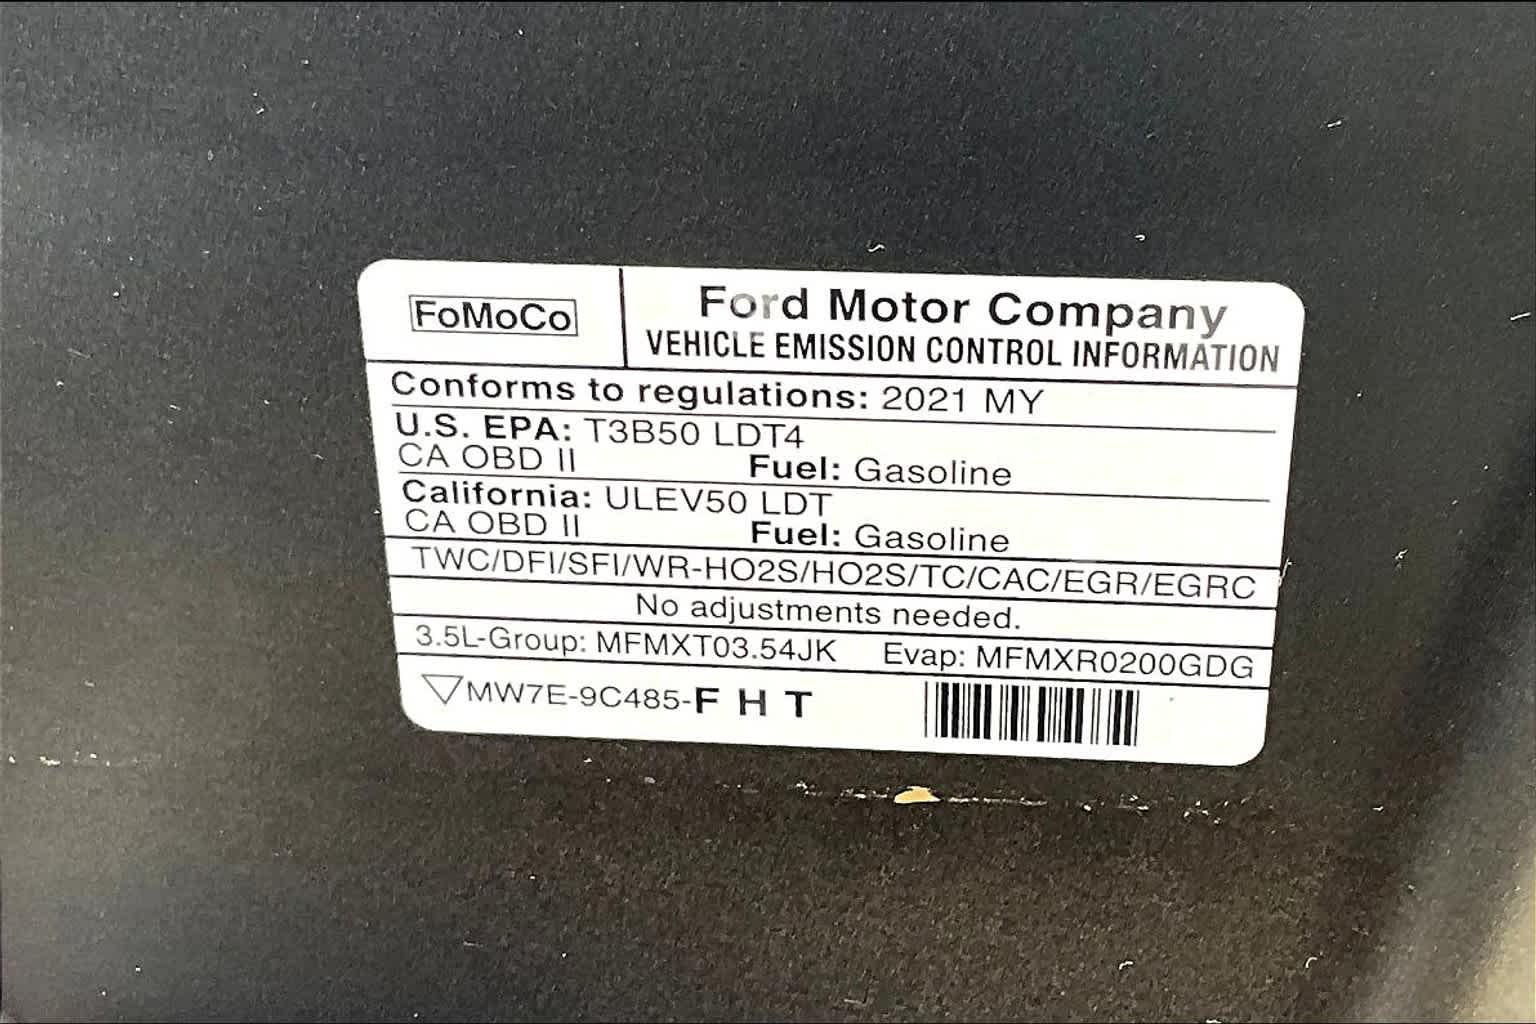 FoMoCo
Ford Motor Company
VEHICLE EMISSION CONTROL INFORMATION
Conforms to regulations: 2021 MY
U.S. EPA: T3B50 LDT4
CA OBD II Fuel: Gasoline
California: ULEV50 LDT
CA OBD II Fuel: Gasoline
TWC/DFI/SFI/WR-HO2S/HO2S/TC/CAC/EGR/EGRC
No adjustments needed.
3.5L-Group: MFMXT03.54JK Evap: MFMXR0200GDG
▽MW7E-9C485-F H T